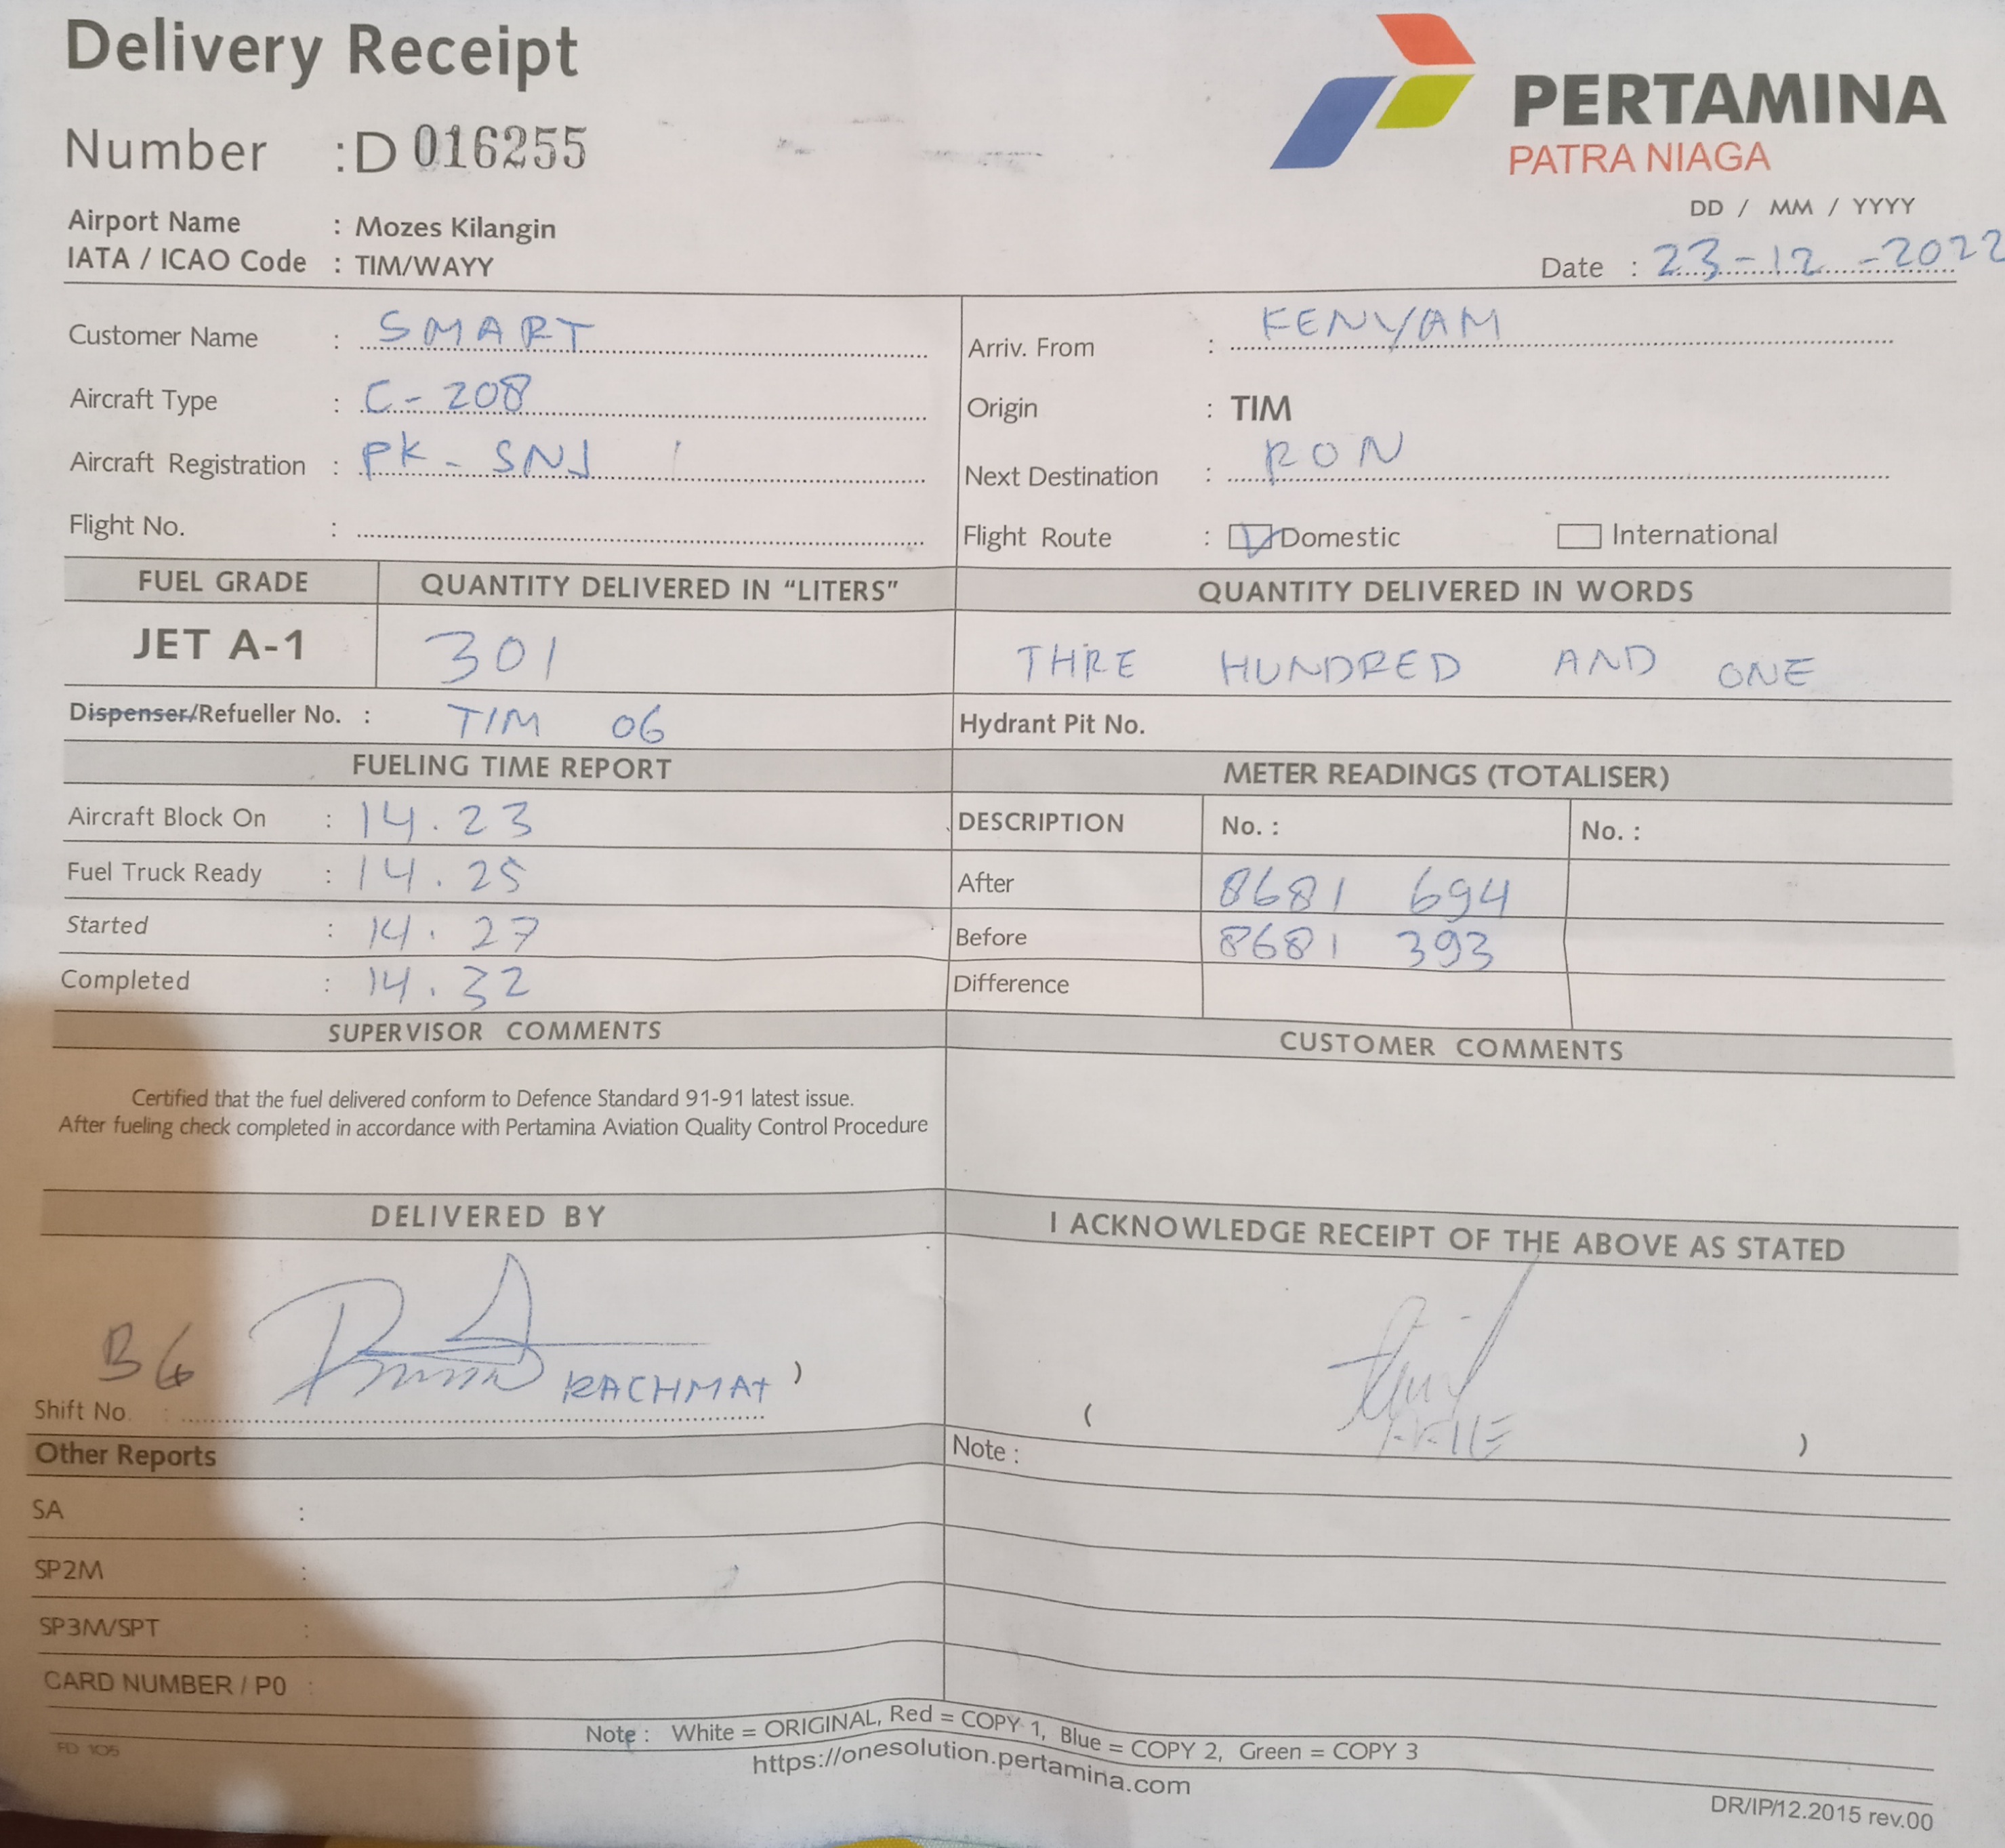 Delivery Receipt
PERTAMINA
PATRA NIAGA
Number : D 016255
DD / MM / YYYY
Airport Name : Mozes Kilangin
IATA / ICAO Code : TIM/WAYY
Date : 23-12-2022
Customer Name : SMART
Arriv. From : KENYAM
Aircraft Type : C-208
Origin : TIM
Aircraft Registration : PK-SNJ
Next Destination : RON
Flight No. :
Flight Route : Domestic International
FUEL GRADE QUANTITY DELIVERED IN "LITERS" QUANTITY DELIVERED IN WORDS
JET A-1 301 THRE HUNDRED AND ONE
Dispenser/Refueller No. : TIM 06
Hydrant Pit No.
FUELING TIME REPORT METER READINGS (TOTALISER)
Aircraft Block On : 14.23
DESCRIPTION No. : No. :
Fuel Truck Ready : 14.25
After 8681 694
Started : 14.27
Before 8681 393
Completed : 14.32
Difference
SUPERVISOR COMMENTS CUSTOMER COMMENTS
Certified that the fuel delivered conform to Defence Standard 91-91 latest issue.
After fueling check completed in accordance with Pertamina Aviation Quality Control Procedure
DELIVERED BY I ACKNOWLEDGE RECEIPT OF THE ABOVE AS STATED
RACHMAT )
Shift No. :
( )
Other Reports Note :
SA :
SP2M :
SP3M/SPT :
CARD NUMBER / P0 :
Note : White = ORIGINAL, Red = COPY 1, Blue = COPY 2, Green = COPY 3
FD 105
https://onesolution.pertamina.com
DR/IP/12.2015 rev.00